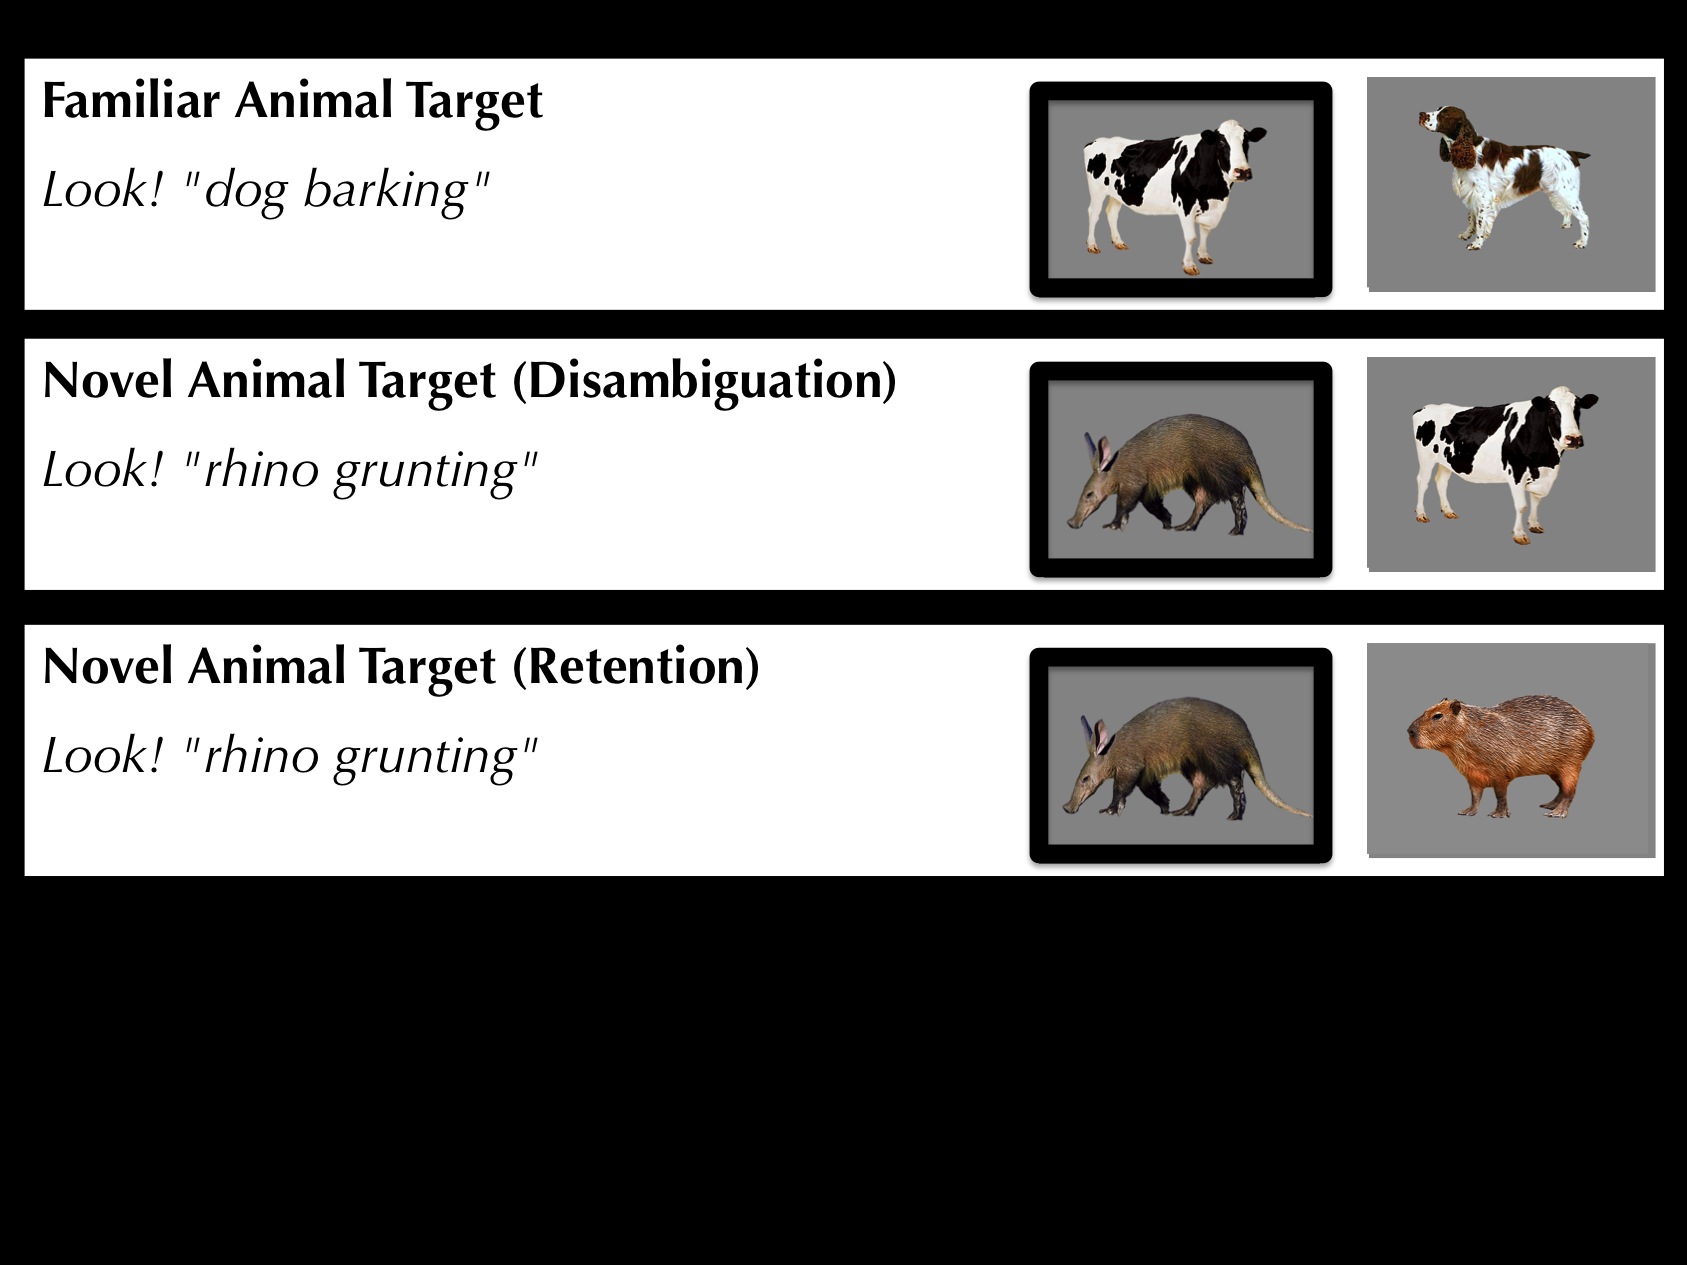 Familiar Animal Target
Look! "dog barking"
Novel Animal Target (Disambiguation)
Look! "rhino grunting"
Novel Animal Target (Retention)
Look! "rhino grunting"